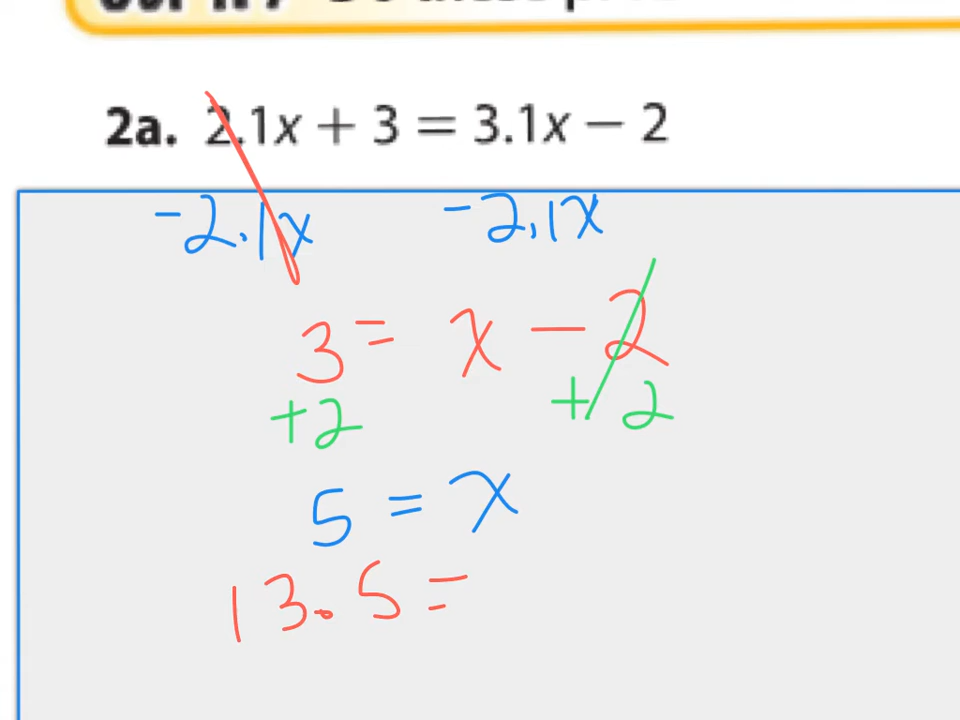 2a. 2.1x + 3 = 3.1x − 2
-2.1x -2.1x
3 = x - 2
+2 + 2
5 = x
13.5 =